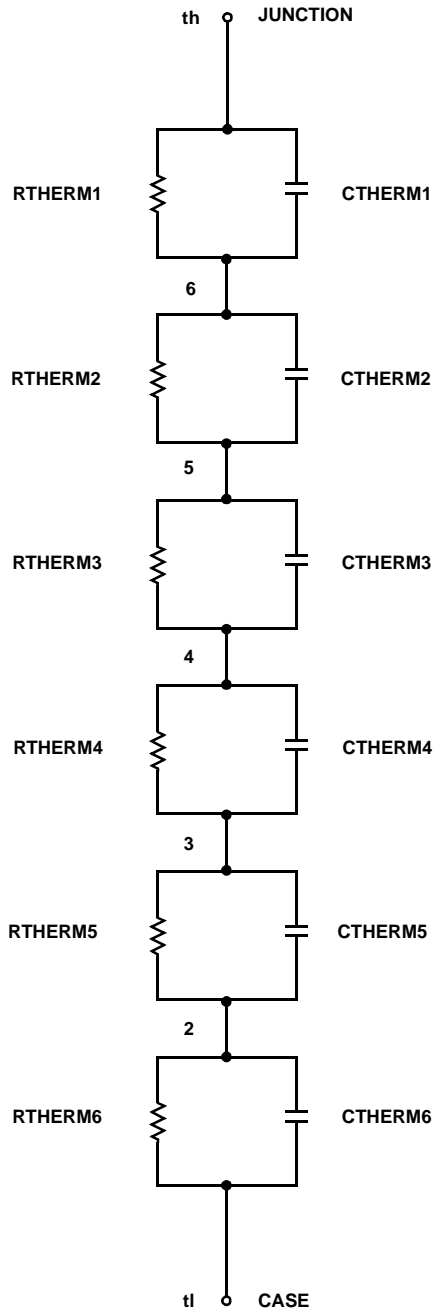 th JUNCTION
RTHERM1 CTHERM1
6
RTHERM2 CTHERM2
5
RTHERM3 CTHERM3
4
RTHERM4 CTHERM4
3
RTHERM5 CTHERM5
2
RTHERM6 CTHERM6
tl CASE